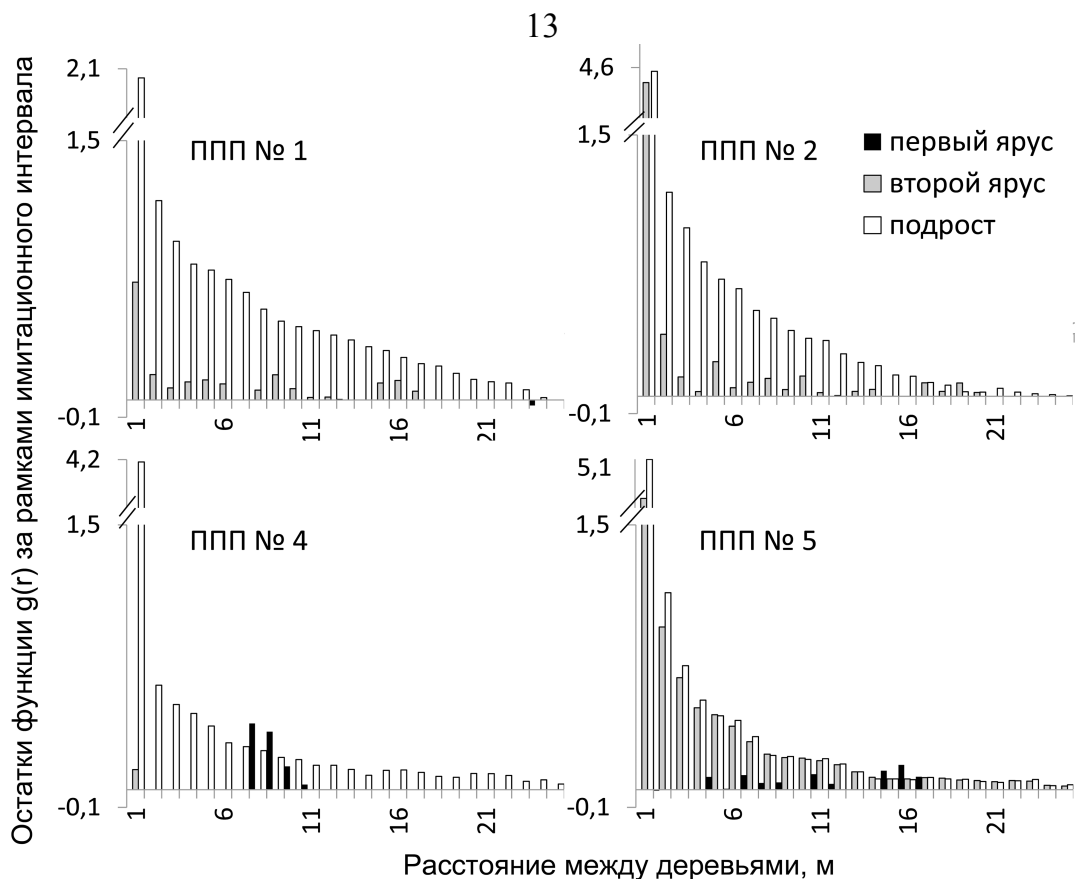 13
Остатки функции g(r) за рамками имитационного интервала
2,1
1,5
-0,1
ППП № 1
1 6 11 16 21
4,6
1,5
-0,1
ППП № 2
первый ярус
второй ярус
подрост
1 6 11 16 21
4,2
1,5
-0,1
ППП № 4
1 6 11 16 21
5,1
1,5
-0,1
ППП № 5
1 6 11 16 21
Расстояние между деревьями, м